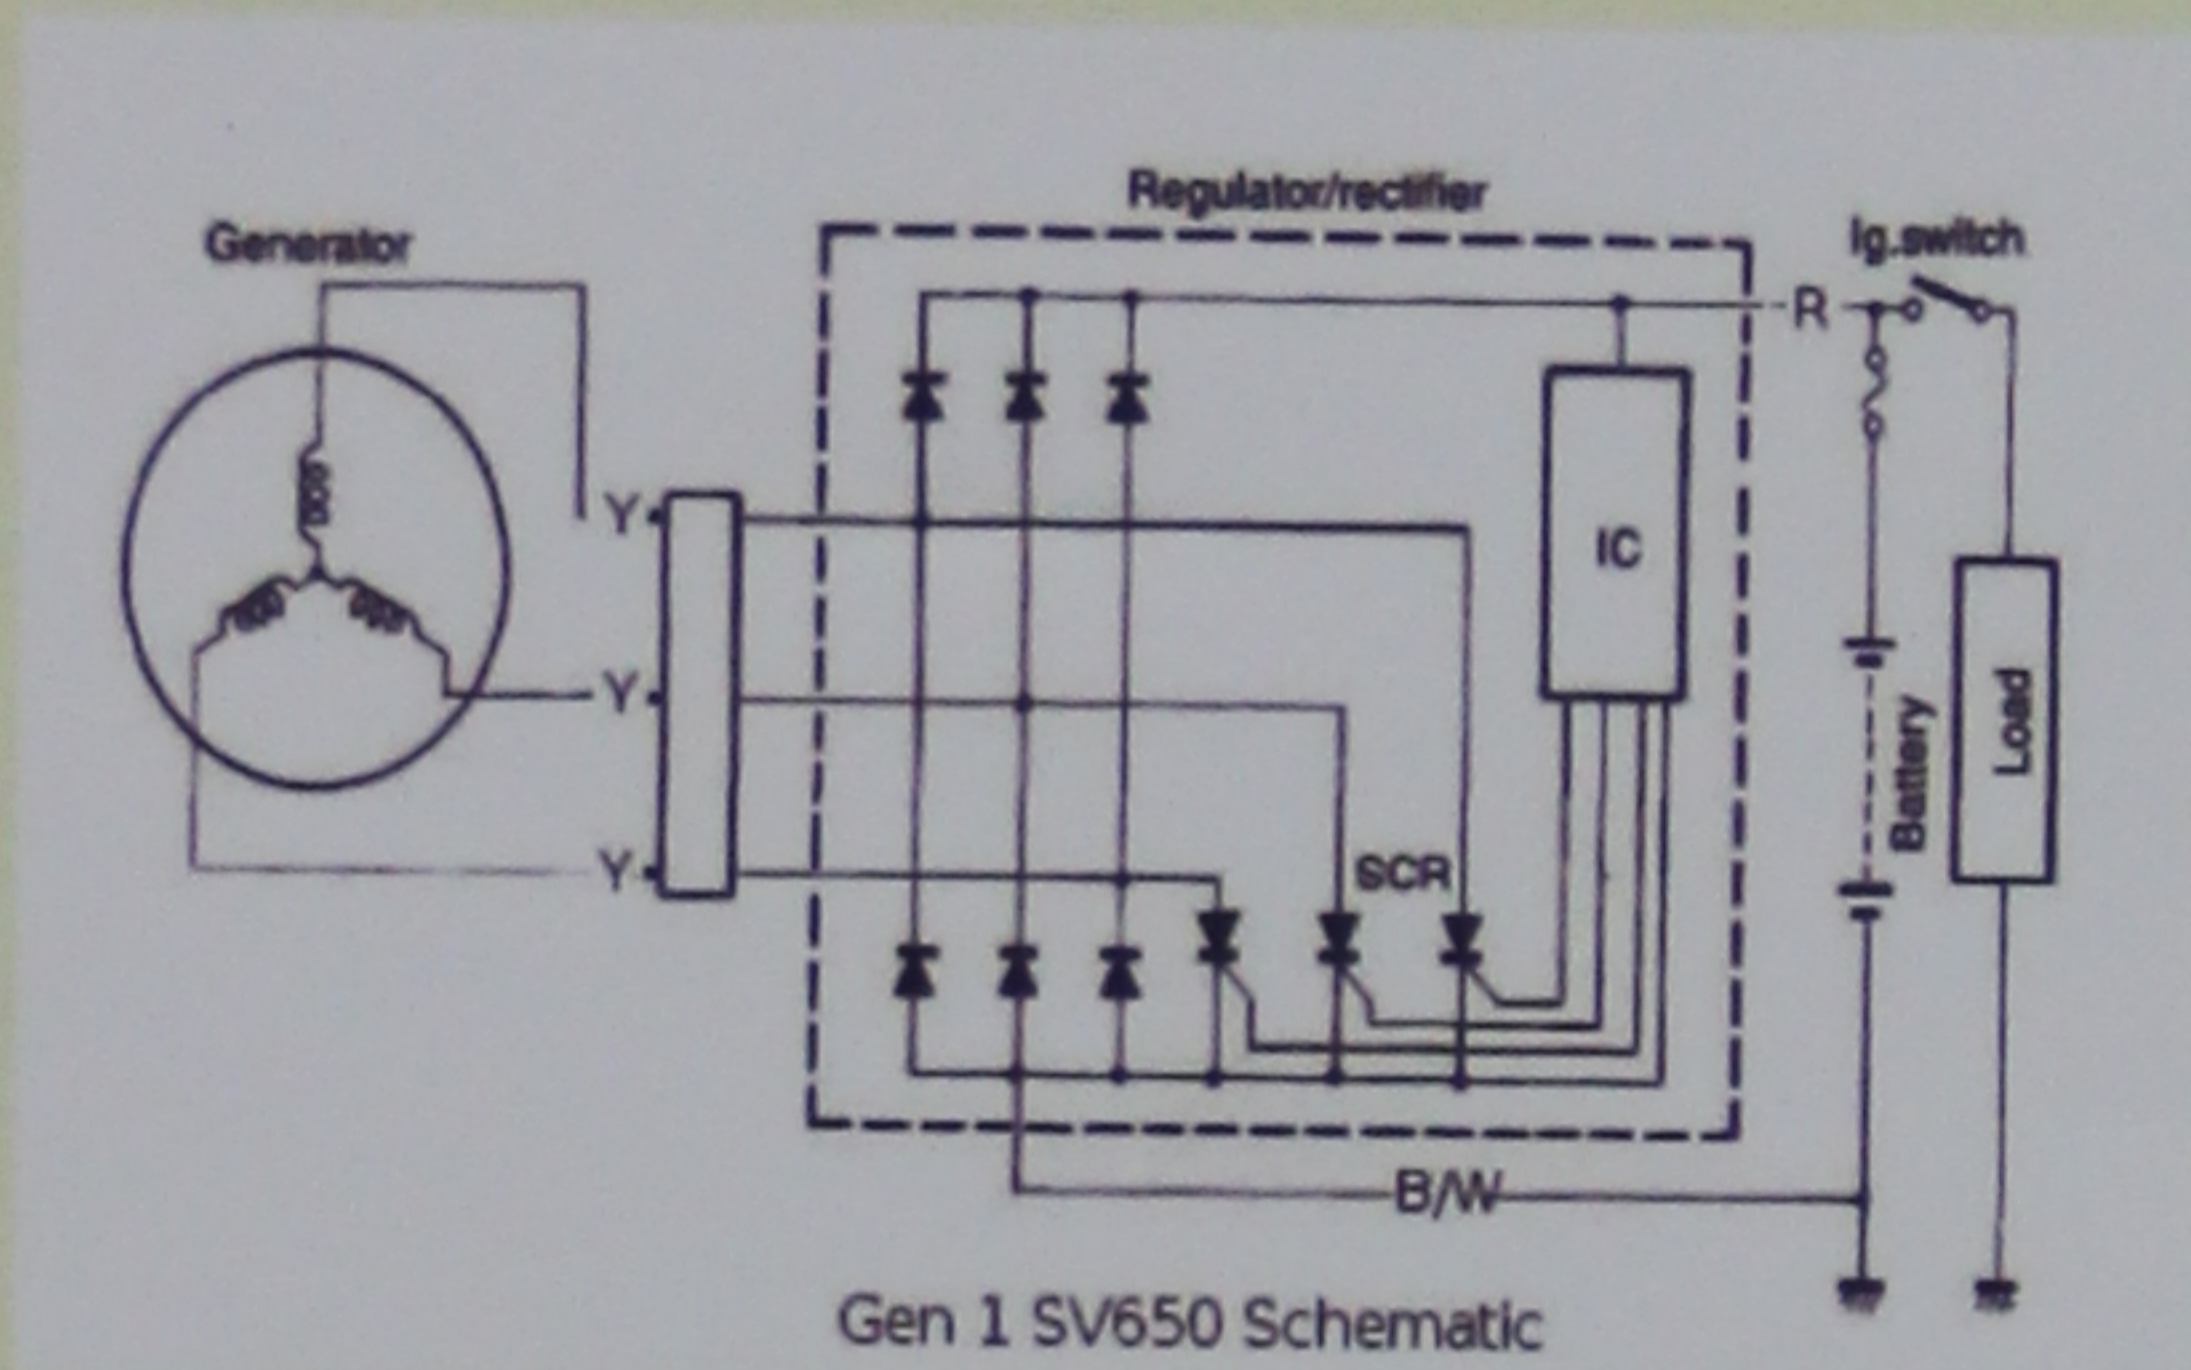 Regulator/rectifier
Generator
Ig.switch
R
Y
IC
Y
Load
Battery
Y
SCR
B/W
Gen 1 SV650 Schematic